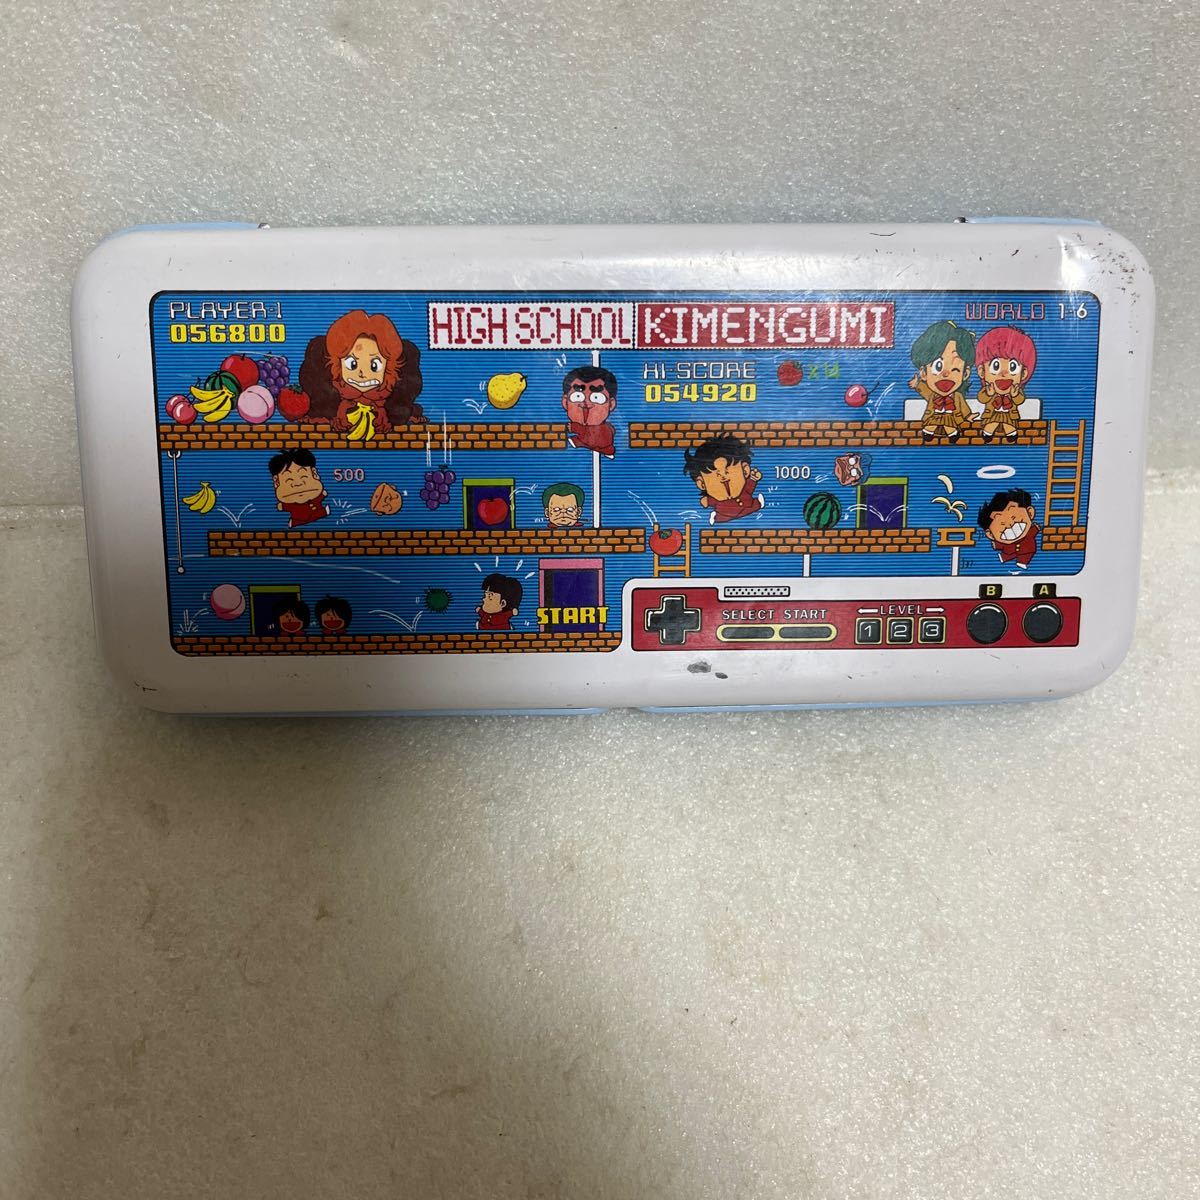 PLAYER-1
056800
HIGH SCHOOL KIMENGUMI
WORLD 1-6
HI-SCORE
054920
500
1000
START
SELECT START
LEVEL
1 2 3
B A